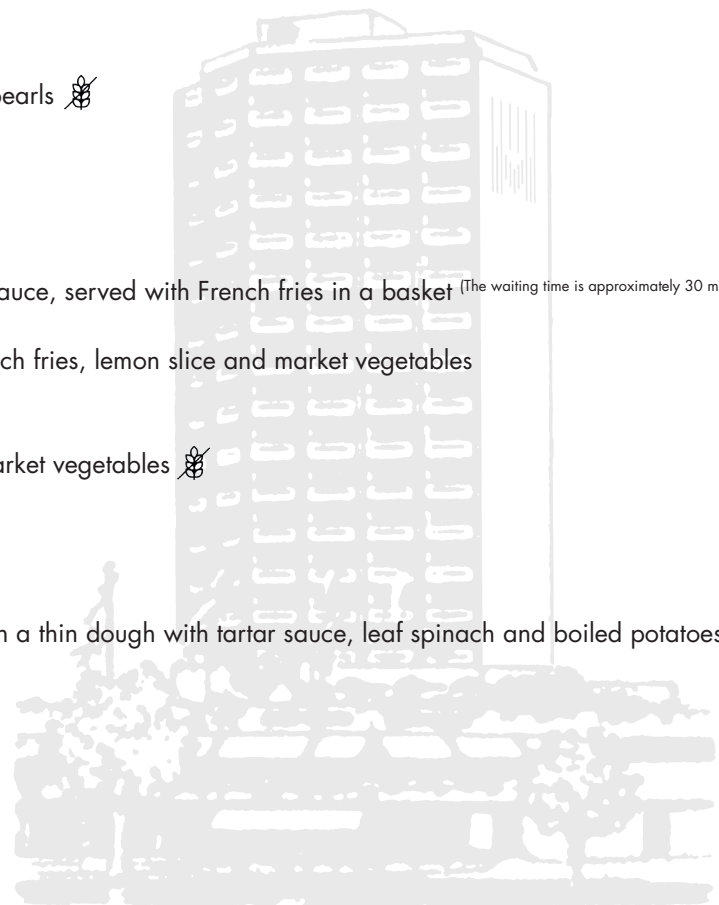 pearls
auce, served with French fries in a basket (The waiting time is approximately 30 m
ch fries, lemon slice and market vegetables
arket vegetables
n a thin dough with tartar sauce, leaf spinach and boiled potatoes